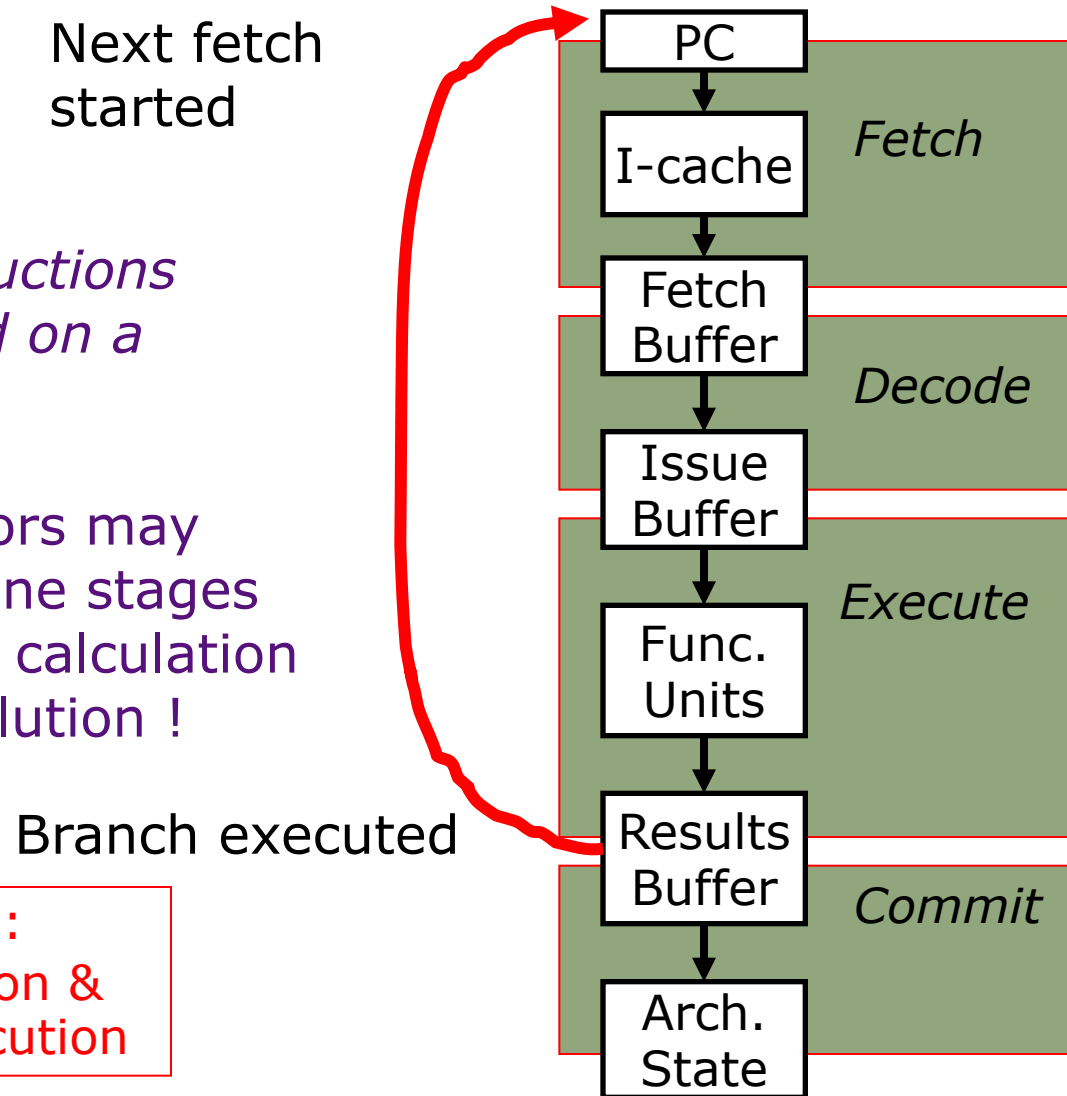 Next fetch
started
uctions
d on a
ors may
ne stages
calculation
lution !
Branch executed
:
on &
cution
PC
I-cache
Fetch
Buffer
Issue
Buffer
Func.
Units
Results
Buffer
Arch.
State
Fetch
Decode
Execute
Commit